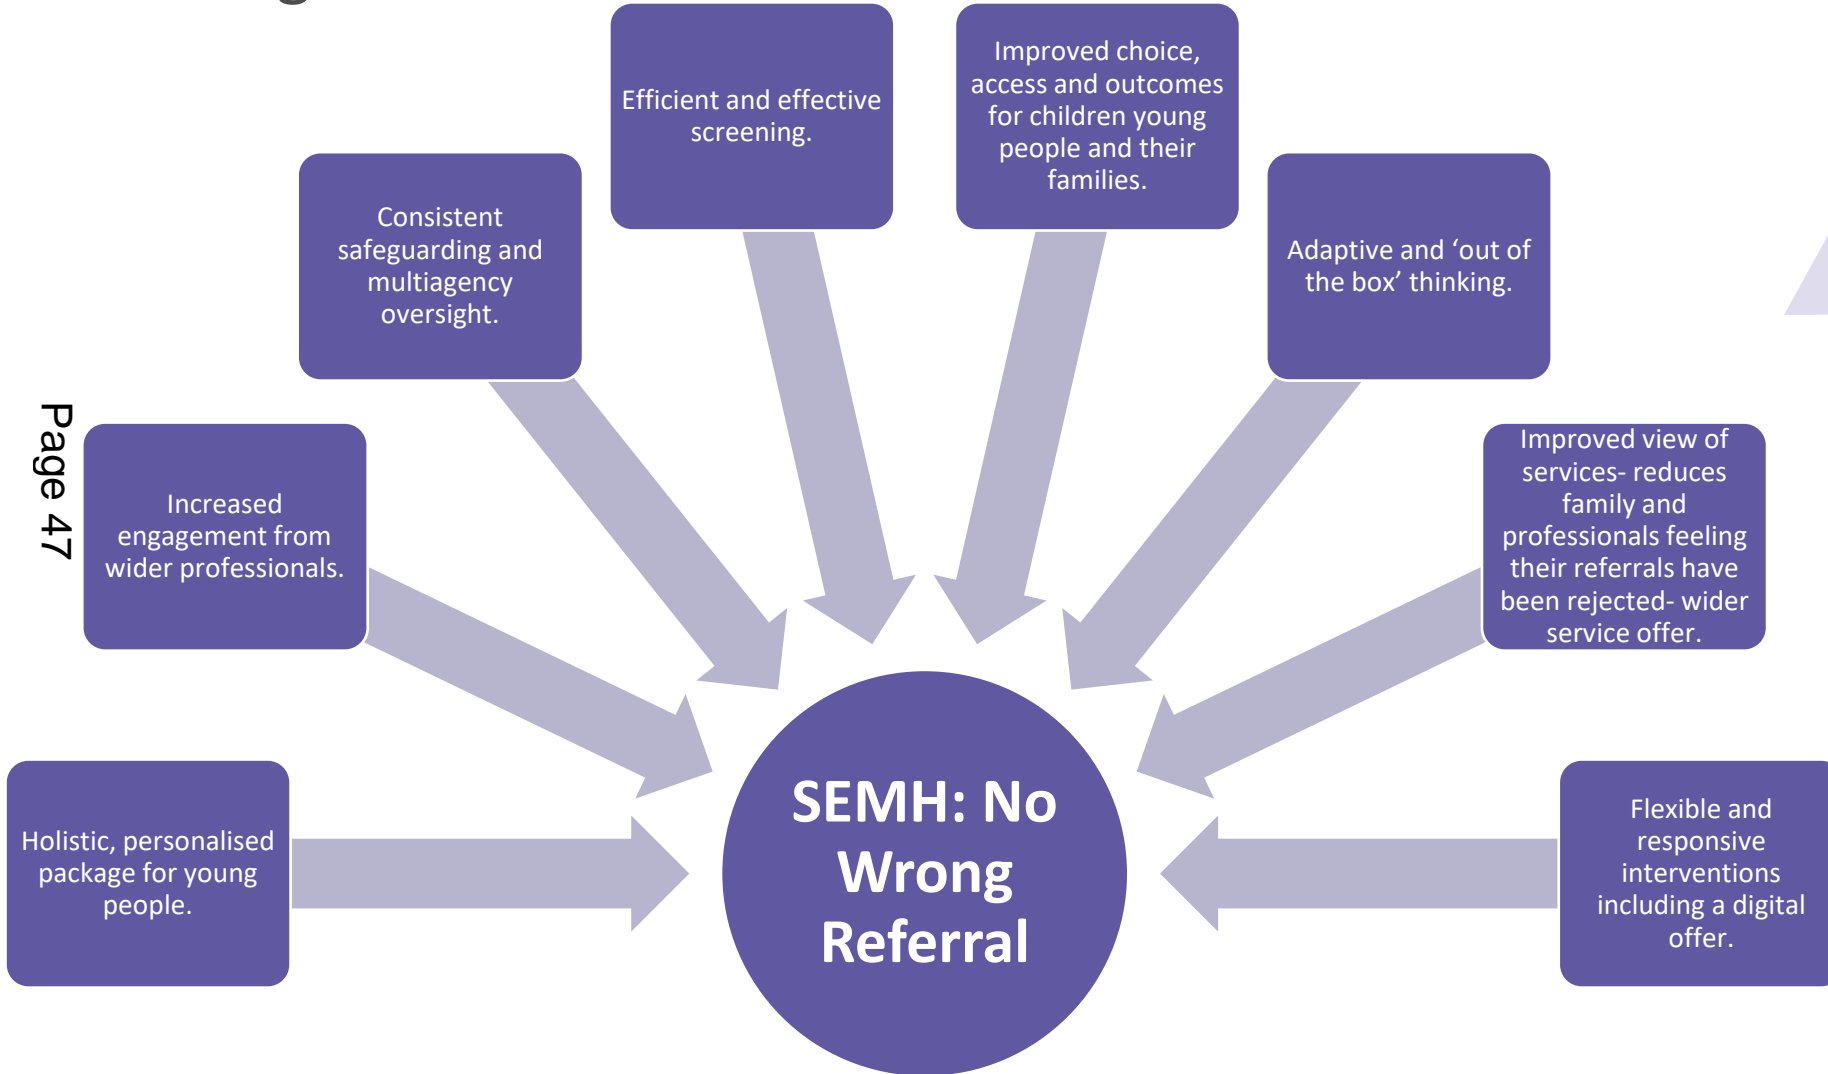 Efficient and effective
screening.
Improved choice,
access and outcomes
for children young
people and their
families.
Consistent
safeguarding and
multiagency
oversight.
Adaptive and ‘out of
the box’ thinking.
Page 47
Increased
engagement from
wider professionals.
Improved view of
services- reduces
family and
professionals feeling
their referrals have
been rejected- wider
service offer.
Holistic, personalised
package for young
people.
SEMH: No
Wrong
Referral
Flexible and
responsive
interventions
including a digital
offer.